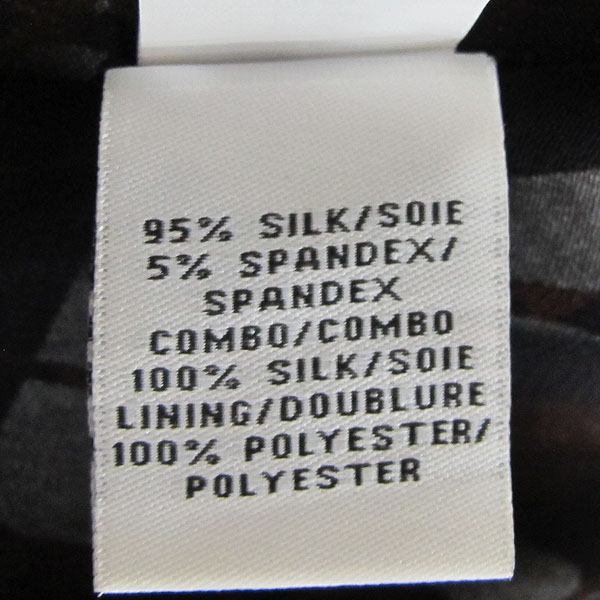 95% SILK/SOIE
5% SPANDEX/
SPANDEX
COMBO/COMBO
100% SILK/SOIE
LINING/DOUBLURE
100% POLYESTER/
POLYESTER